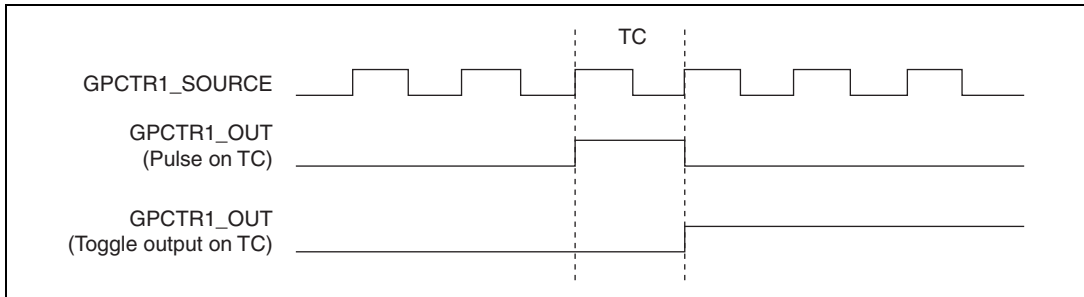 TC
GPCTR1_SOURCE
GPCTR1_OUT
(Pulse on TC)
GPCTR1_OUT
(Toggle output on TC)